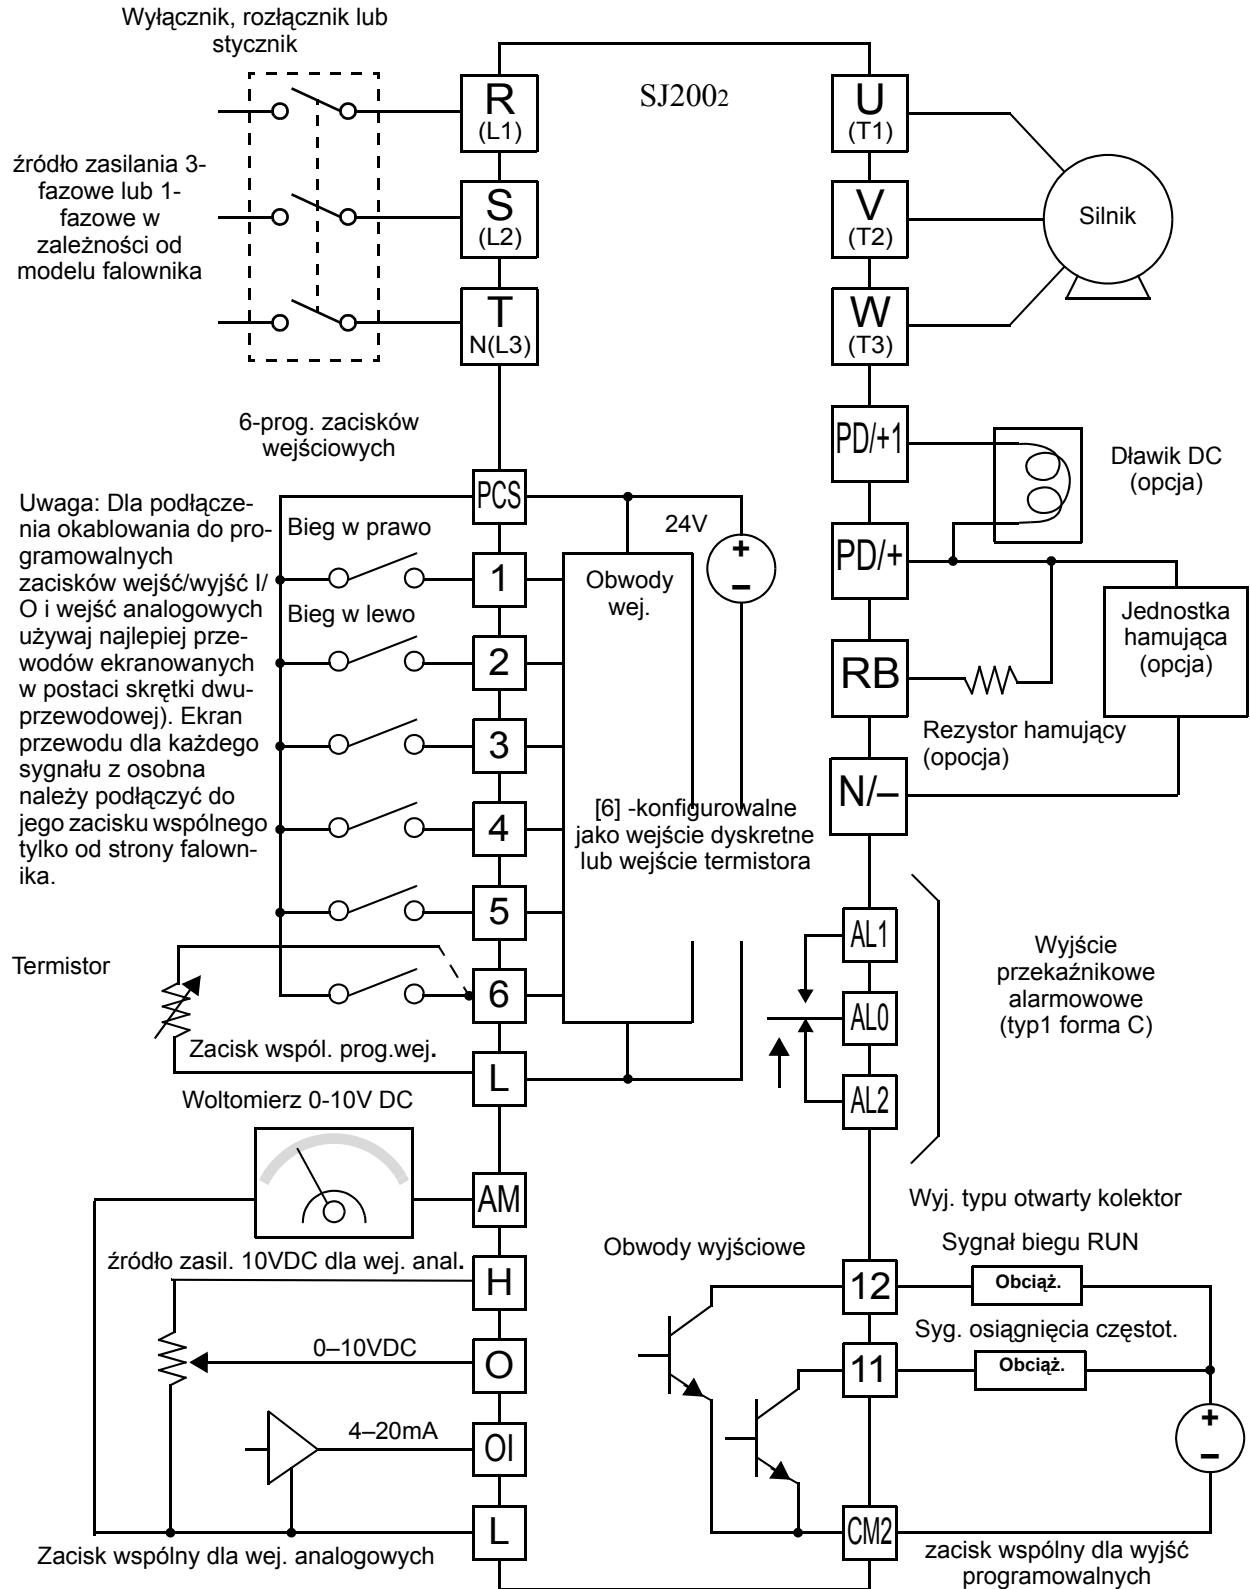 Wyłącznik, rozłącznik lub
stycznik
SJ2002
R
(L1)
S
(L2)
T
N(L3)
U
(T1)
V
(T2)
W
(T3)
Silnik
źródło zasilania 3-
fazowe lub 1-
fazowe w
zależności od
modelu falownika
6-prog. zacisków
wejściowych
PD/+1
Dławik DC
(opcja)
PD/+
Jednostka
hamująca
(opcja)
RB
Rezystor hamujący
(opocja)
N/–
Uwaga: Dla podłącze-
nia okablowania do pro-
gramowalnych
zacisków wejść/wyjść I/
O i wejść analogowych
używaj najlepiej prze-
wodów ekranowanych
w postaci skrętki dwu-
przewodowej). Ekran
przewodu dla każdego
sygnału z osobna
należy podłączyć do
jego zacisku wspólnego
tylko od strony falown-
ika.
PCS
24V
+
–
Bieg w prawo
1
Obwody
wej.
Bieg w lewo
2
3
4
[6] -konfigurowalne
jako wejście dyskretne
lub wejście termistora
5
6
Termistor
Zacisk wspól. prog.wej.
L
AL1
AL0
AL2
Wyjście
przekaźnikowe
alarmowowe
(typ1 forma C)
Woltomierz 0-10V DC
AM
źródło zasil. 10VDC dla wej. anal.
H
0–10VDC
O
4–20mA
OI
L
Zacisk wspólny dla wej. analogowych
Wyj. typu otwarty kolektor
Obwody wyjściowe
Sygnał biegu RUN
12
Obciąż.
Syg. osiągnięcia częstot.
11
Obciąż.
+
–
CM2
zacisk wspólny dla wyjść
programowalnych